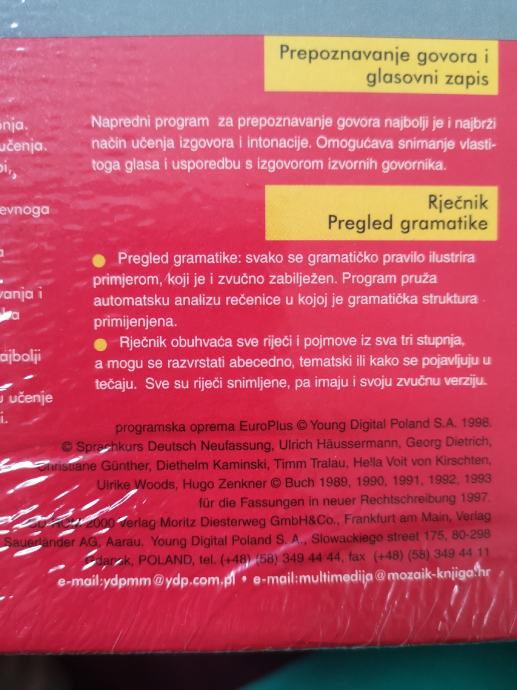 Prepoznavanje govora i
glasovni zapis
Napredni program za prepoznavanje govora najbolji je i najbrži
način učenja izgovora i intonacije. Omogućava snimanje vlasti-
toga glasa i usporedbu s izgovorom izvornih govornika.
učenja.
Rječnik
Pregled gramatike
Pregled gramatike: svako se gramatičko pravilo ilustrira
primjerom, koji je i zvučno zabilježen. Program pruža
automatsku analizu rečenice u kojoj je gramatička struktura
primijenjena.
Rječnik obuhvaća sve riječi i pojmove iz sva tri stupnja,
a mogu se razvrstati abecedno, tematski ili kako se pojavljuju u
tečaju. Sve su riječi snimljene, pa imaju i svoju zvučnu verziju.
u učenje
programska oprema EuroPlus © Young Digital Poland S.A. 1998.
© Sprachkurs Deutsch Neufassung, Ulrich Häussermann, Georg Dietrich,
Christiane Günther, Diethelm Kaminski, Timm Tralau, Hella Voit von Kirschten,
Ulrike Woods, Hugo Zenkner © Buch 1989, 1990, 1991, 1992, 1993
für die Fassungen in neuer Rechtschreibung 1997.
CD-ROM 2000 Verlag Moritz Diesterweg GmbH&Co., Frankfurt am Main, Verlag
Sauerländer AG, Aarau. Young Digital Poland S. A., Slowackiego street 175, 80-298
Gdansk, POLAND, tel. (+48) (58) 349 44 44, fax (+48) (58) 349 44 11
e-mail:ydpmm@ydp.com.pl • e-mail:multimedija@mozaik-knjiga.hr